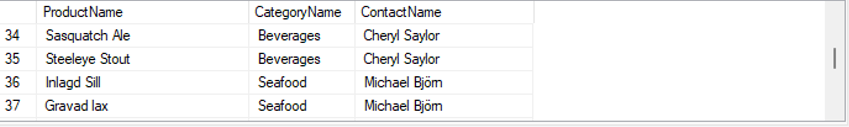 ProductName CategoryName ContactName
34 Sasquatch Ale Beverages Cheryl Saylor
35 Steeleye Stout Beverages Cheryl Saylor
36 Inlagd Sill Seafood Michael Björn
37 Gravad lax Seafood Michael Björn